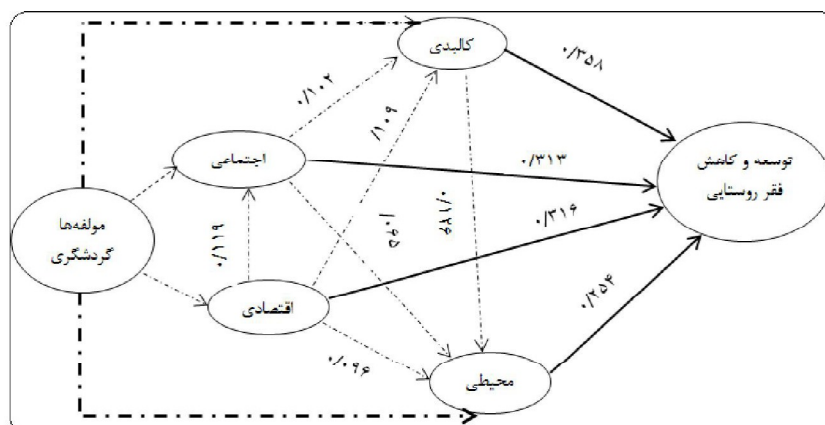 کالبدی
۰/۳۵۸
۰/۱۰۲
۰/۱۰۹
اجتماعی
۰/۳۱۳
توسعه و کاهش
فقر روستایی
مولفه‌ها
گردشگری
۰/۱۱۹
۰/۳۱۶
اقتصادی
۰/۰۹۶
۰/۲۵۴
محیطی